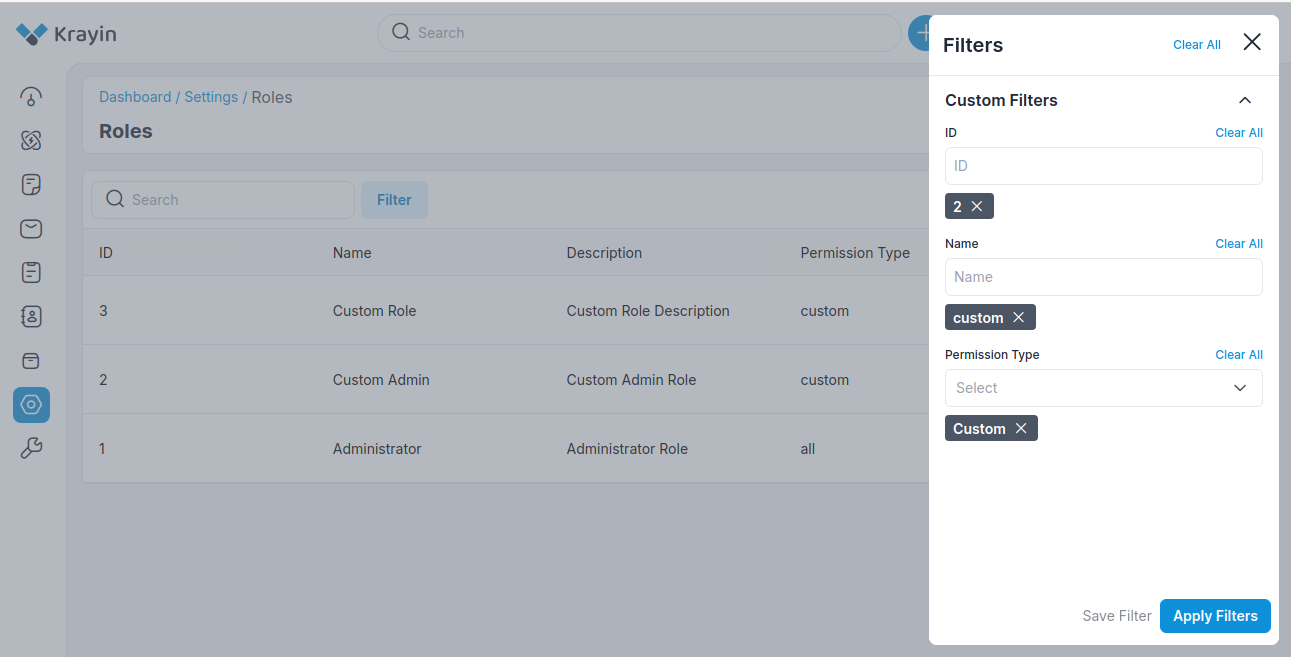 Krayin
Search
Dashboard / Settings / Roles
Roles
Search
Filter
ID Name Description Permission Type
3 Custom Role Custom Role Description custom
2 Custom Admin Custom Admin Role custom
1 Administrator Administrator Role all
Filters Clear All
Custom Filters
ID Clear All
ID
2
Name Clear All
Name
custom
Permission Type Clear All
Select
Custom
Save Filter Apply Filters